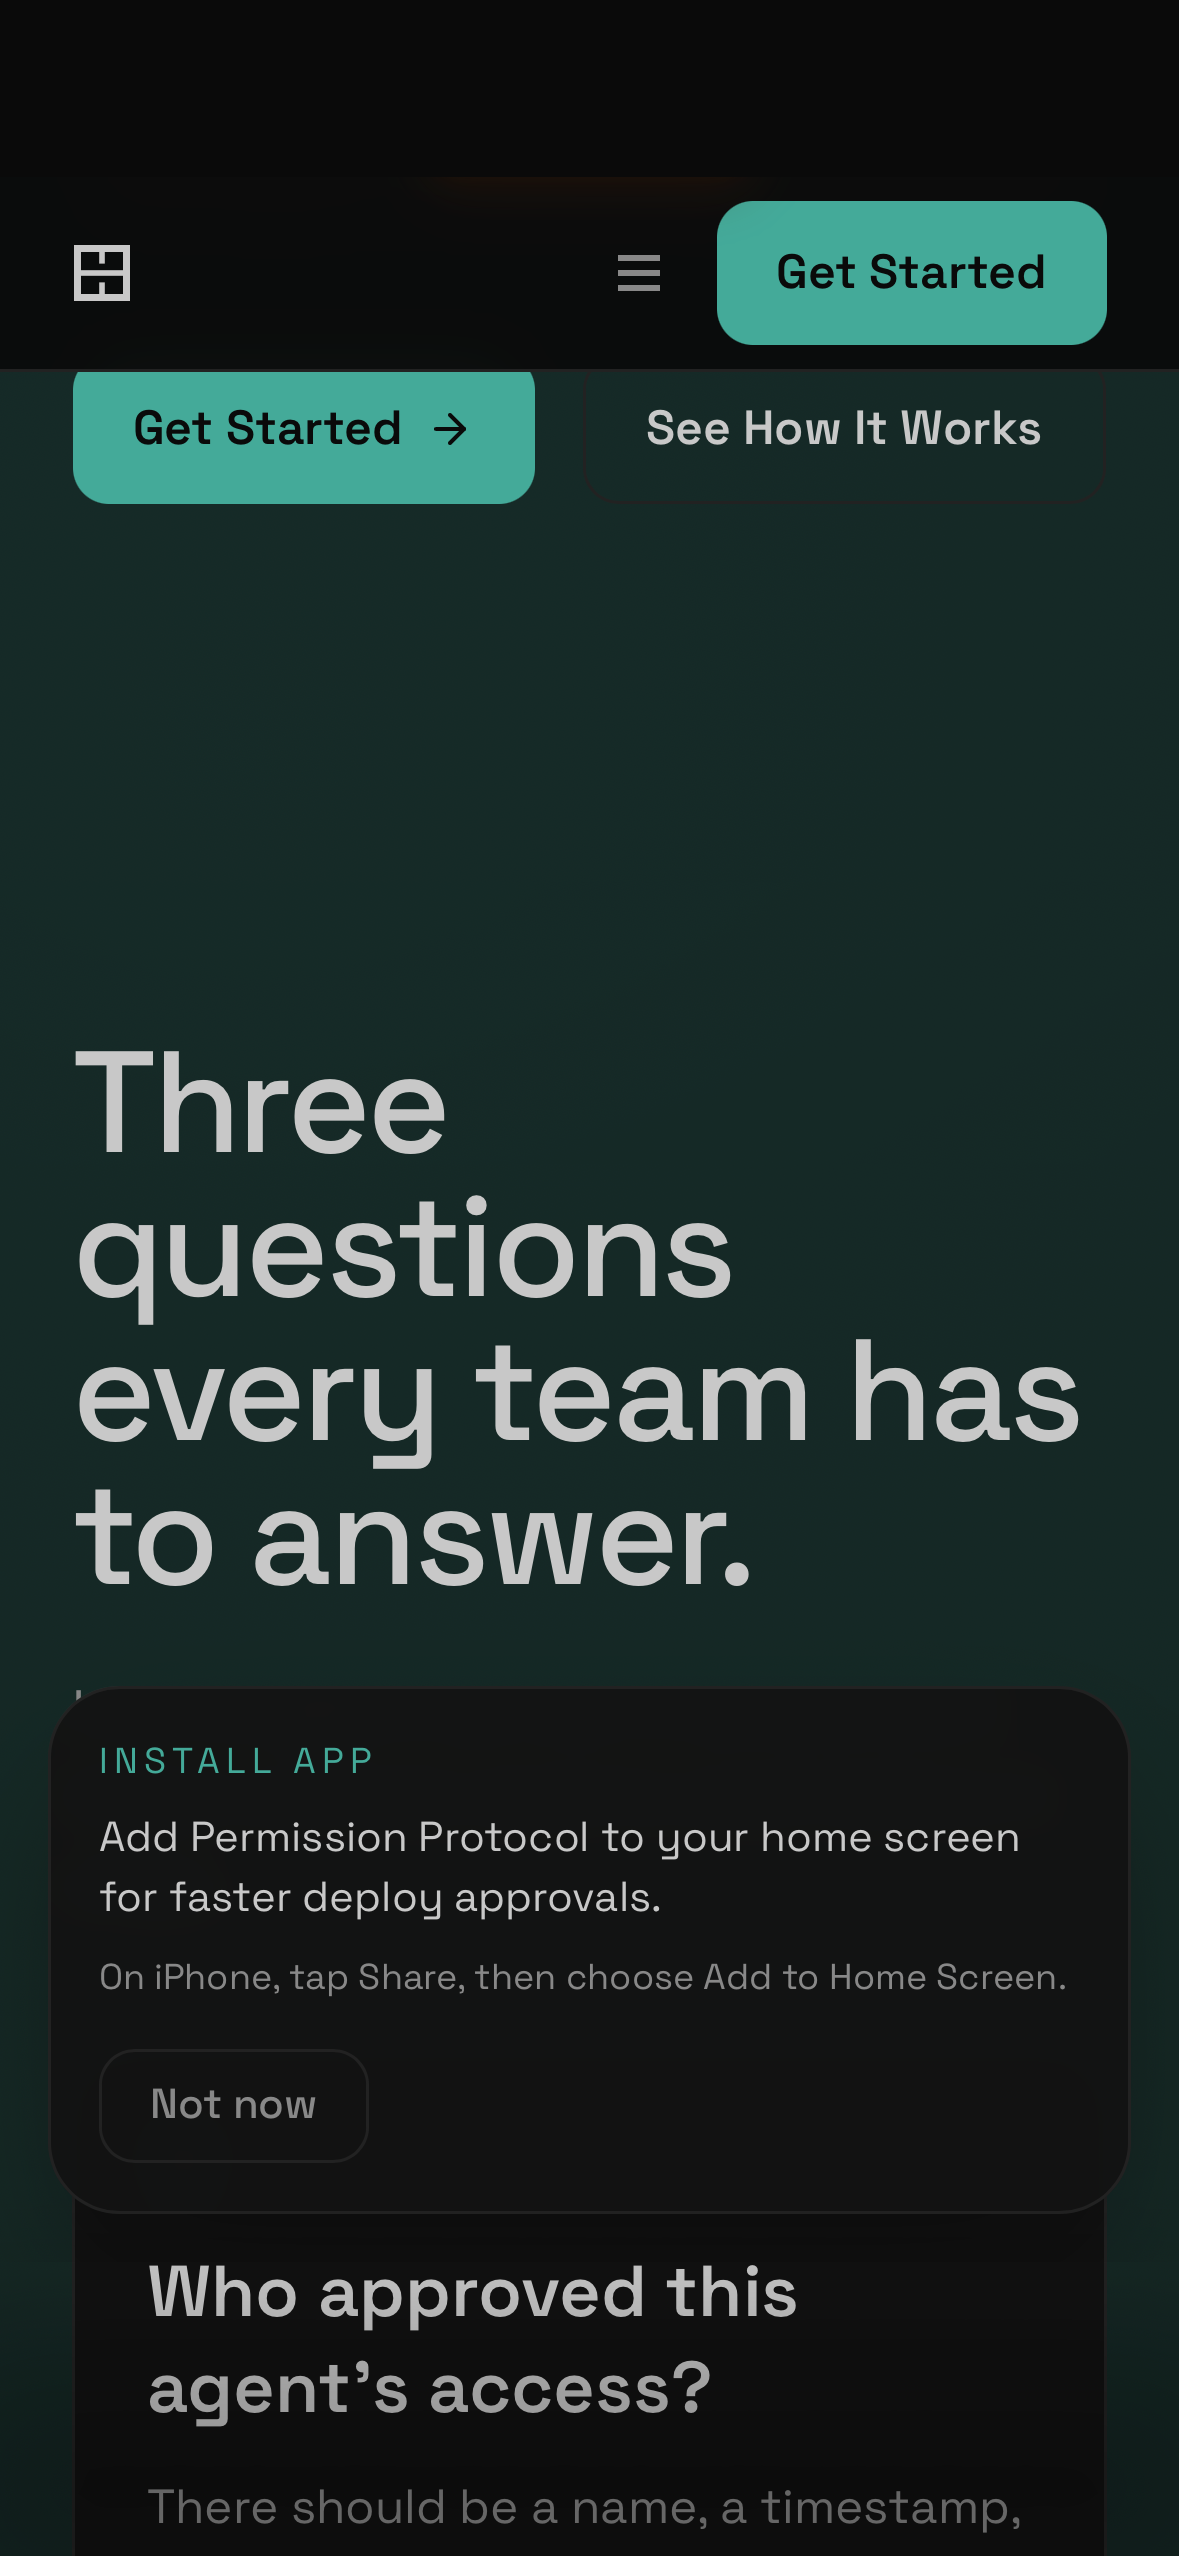 Get Started
Get Started →
See How It Works
Three
questions
every team has
to answer.
INSTALL APP
Add Permission Protocol to your home screen
for faster deploy approvals.
On iPhone, tap Share, then choose Add to Home Screen.
Not now
Who approved this
agent’s access?
There should be a name, a timestamp,